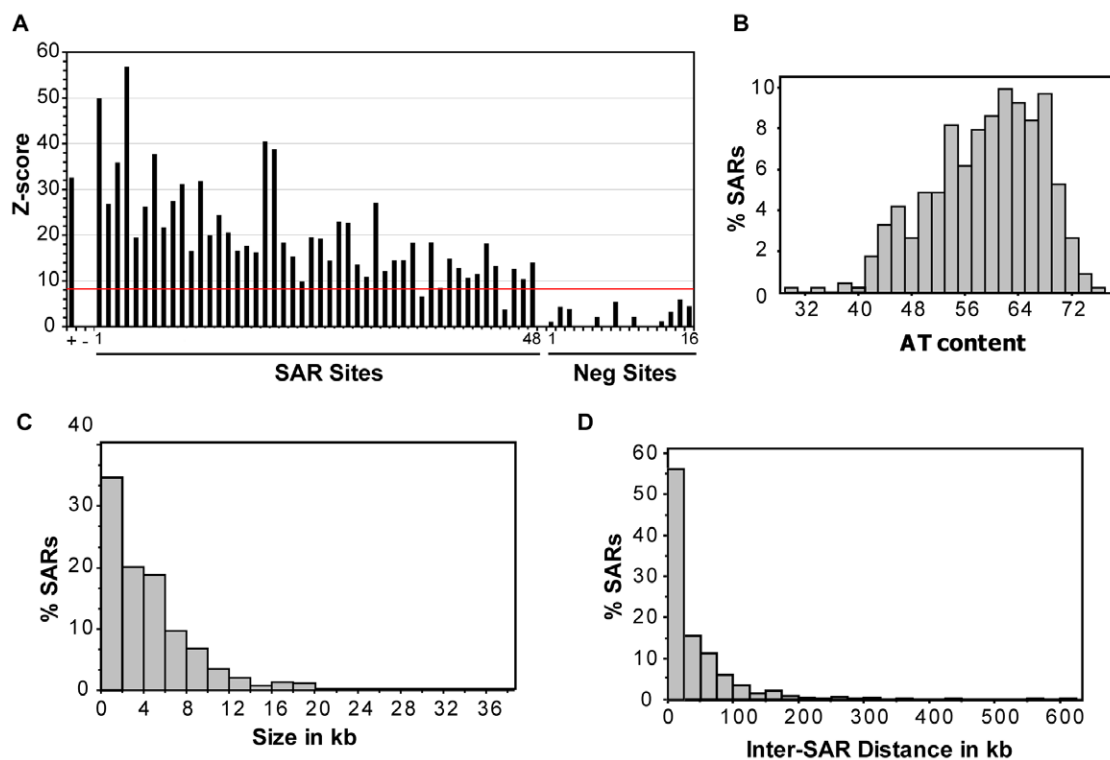 A
60
50
40
30
20
10
0
Z-score
+ - 1 48 1 16
SAR Sites Neg Sites
B
10
8
6
4
2
0
% SARs
32 40 48 56 64 72
AT content
C
40
30
20
10
0
% SARs
0 4 8 12 16 20 24 28 32 36
Size in kb
D
60
50
40
30
20
10
0
% SARs
0 100 200 300 400 500 600
Inter-SAR Distance in kb